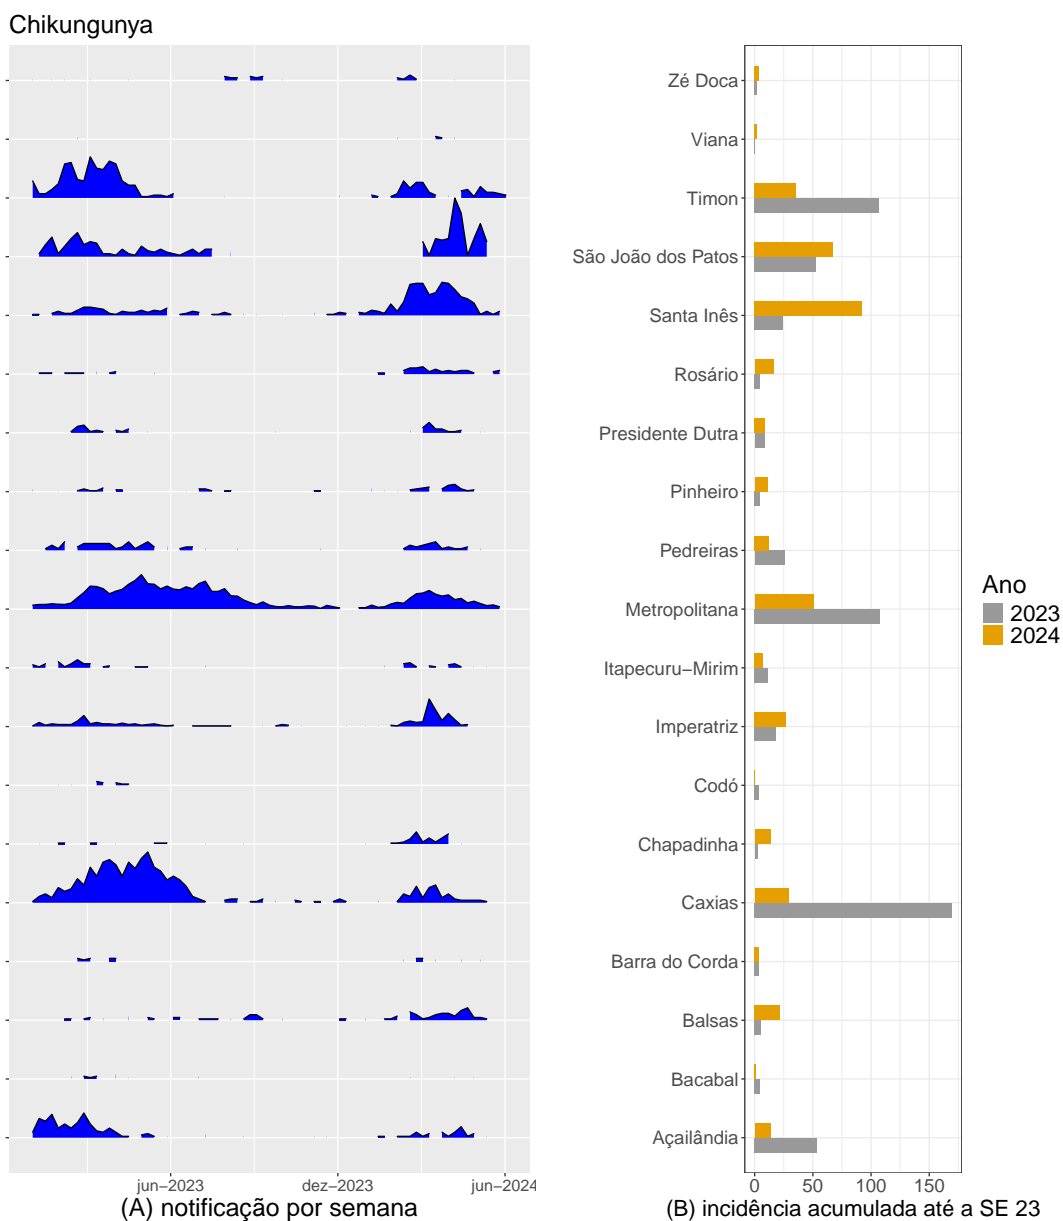 Chikungunya
Zé Doca
Viana
Timon
São João dos Patos
Santa Inês
Rosário
Presidente Dutra
Pinheiro
Pedreiras
Metropolitana
Itapecuru−Mirim
Imperatriz
Codó
Chapadinha
Caxias
Barra do Corda
Balsas
Bacabal
Açailândia
jun−2023 dez−2023 jun−2024
(A) notificação por semana
0 50 100 150
(B) incidência acumulada até a SE 23
Ano
2023
2024